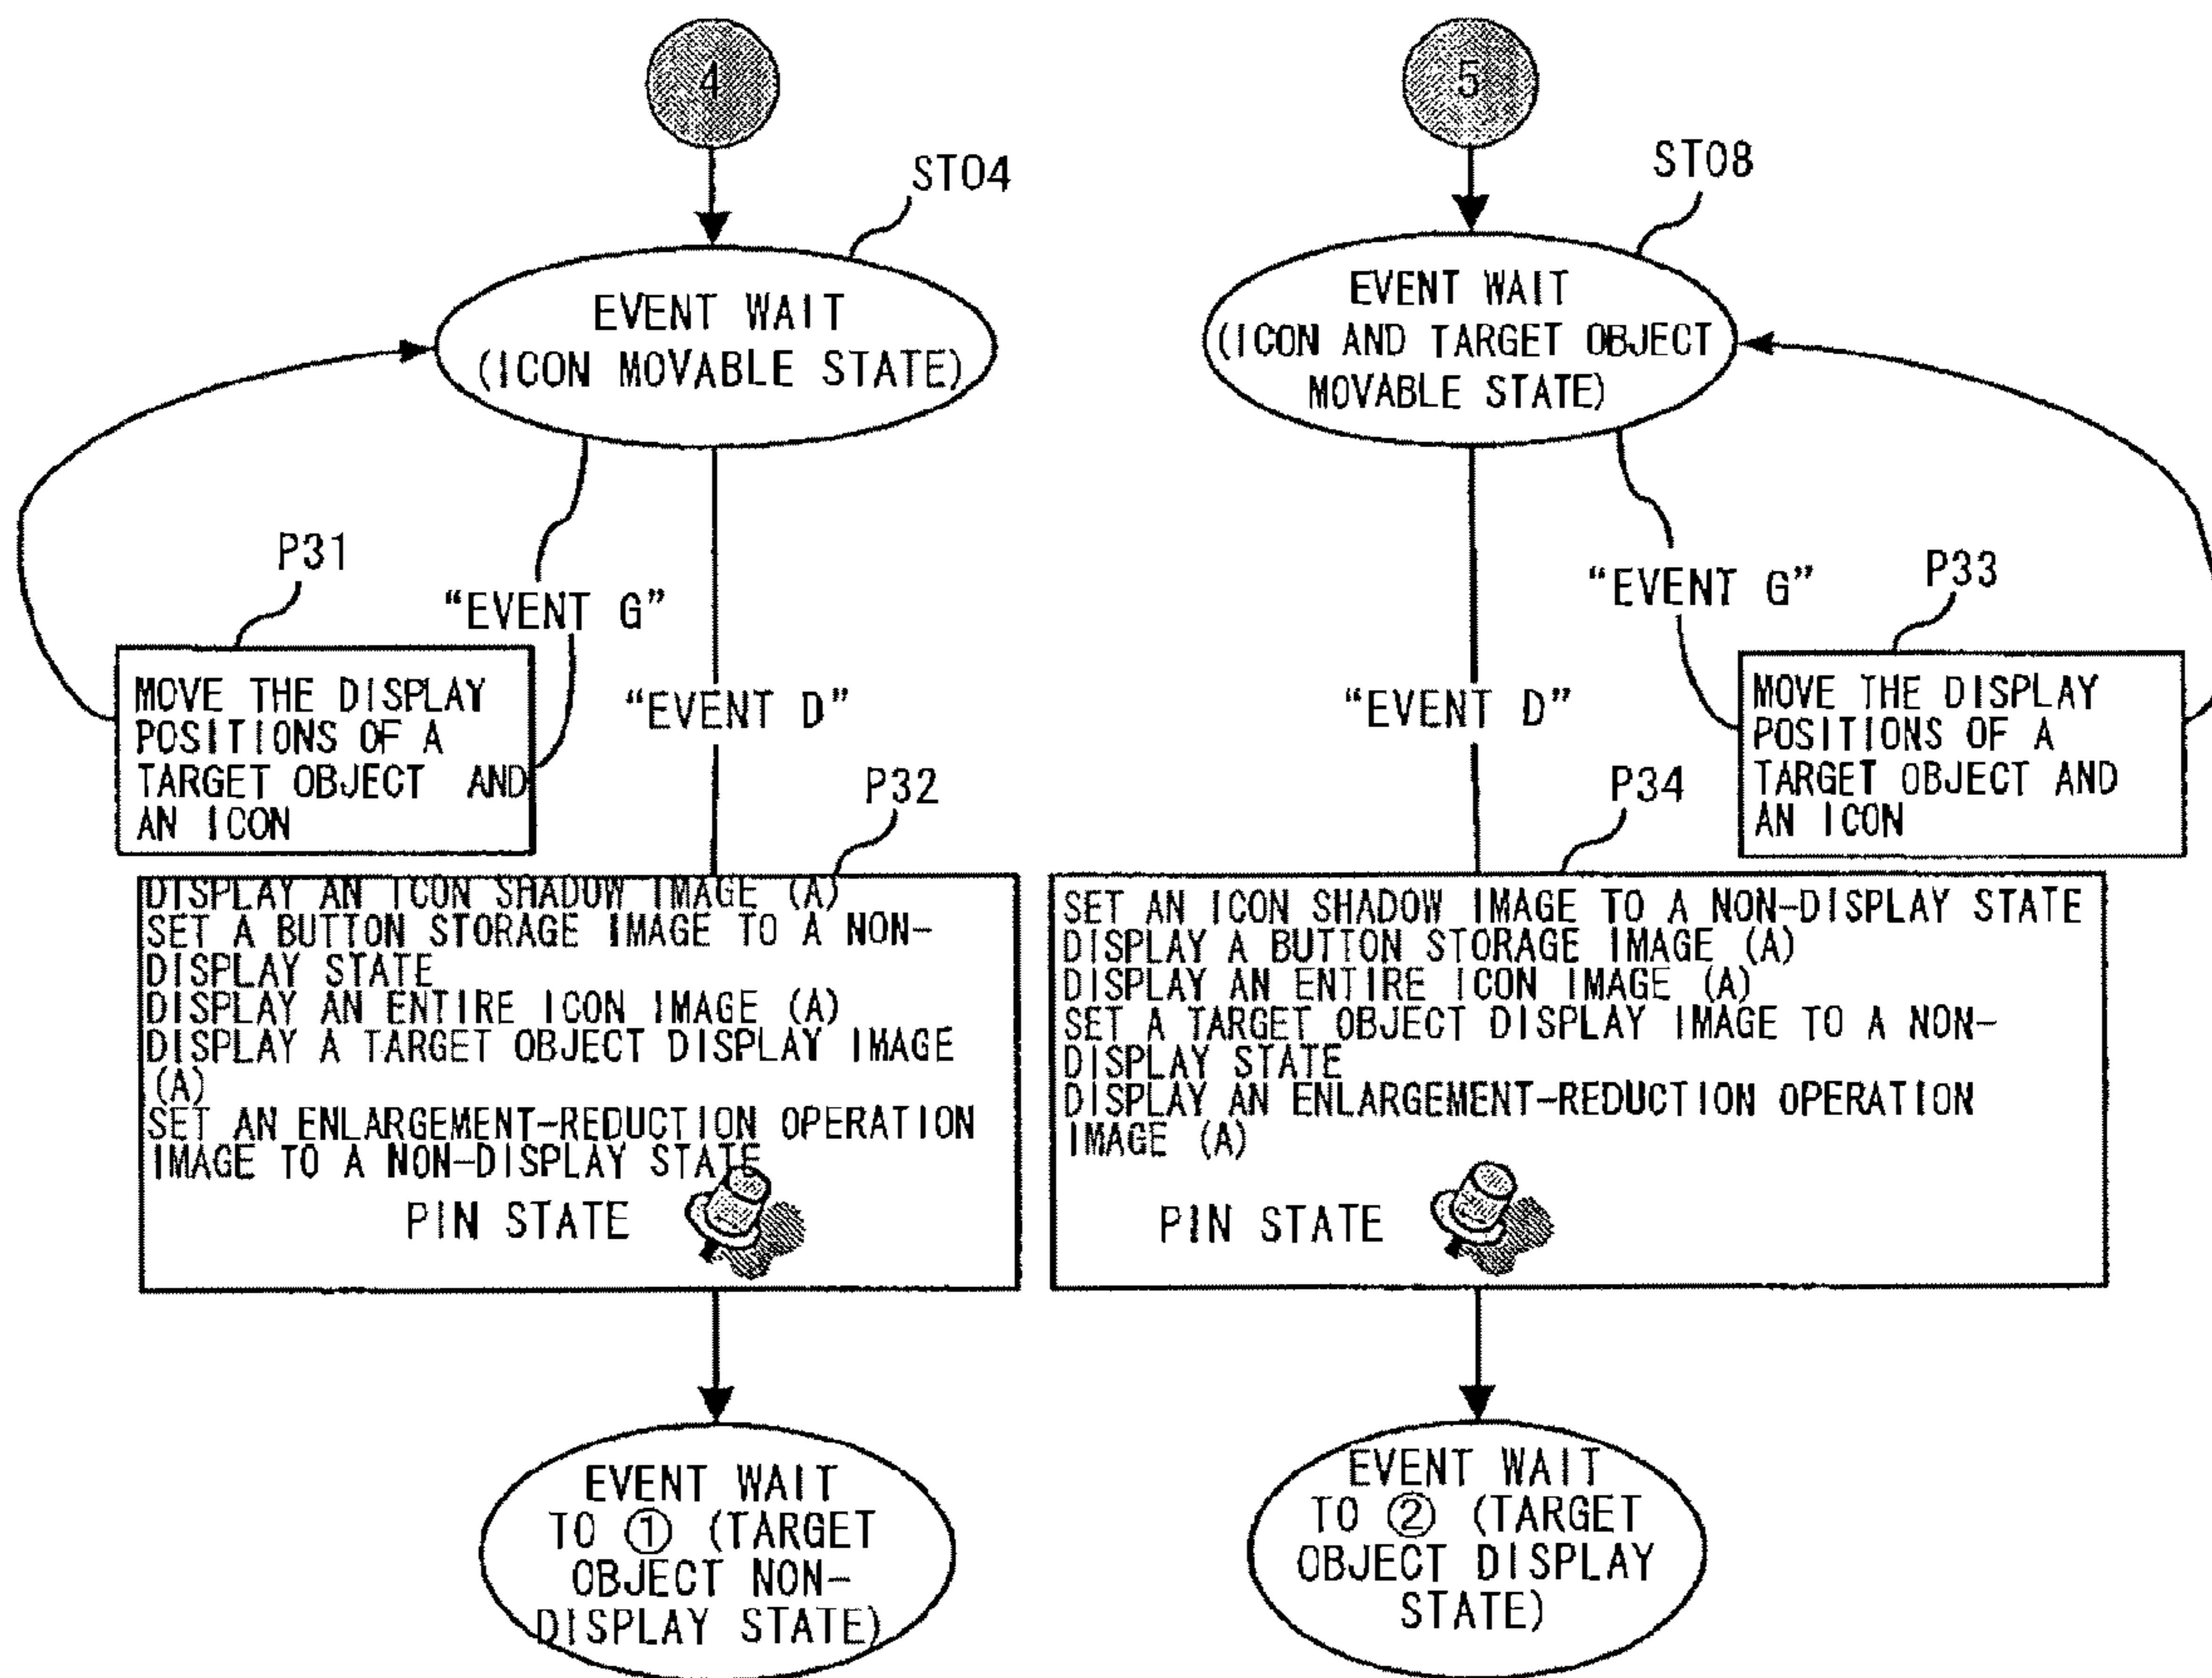 4
ST04
EVENT WAIT
(ICON MOVABLE STATE)
P31
"EVENT G"
MOVE THE DISPLAY
POSITIONS OF A
TARGET OBJECT AND
AN ICON
"EVENT D"
P32
DISPLAY AN ICON SHADOW IMAGE (A)
SET A BUTTON STORAGE IMAGE TO A NON-
DISPLAY STATE
DISPLAY AN ENTIRE ICON IMAGE (A)
DISPLAY A TARGET OBJECT DISPLAY IMAGE
(A)
SET AN ENLARGEMENT-REDUCTION OPERATION
IMAGE TO A NON-DISPLAY STATE
PIN STATE
EVENT WAIT
TO ① (TARGET
OBJECT NON-
DISPLAY STATE)
5
ST08
EVENT WAIT
(ICON AND TARGET OBJECT
MOVABLE STATE)
"EVENT G"
P33
MOVE THE DISPLAY
POSITIONS OF A
TARGET OBJECT AND
AN ICON
"EVENT D"
P34
SET AN ICON SHADOW IMAGE TO A NON-DISPLAY STATE
DISPLAY A BUTTON STORAGE IMAGE (A)
DISPLAY AN ENTIRE ICON IMAGE (A)
SET A TARGET OBJECT DISPLAY IMAGE TO A NON-
DISPLAY STATE
DISPLAY AN ENLARGEMENT-REDUCTION OPERATION
IMAGE (A)
PIN STATE
EVENT WAIT
TO ② (TARGET
OBJECT DISPLAY
STATE)